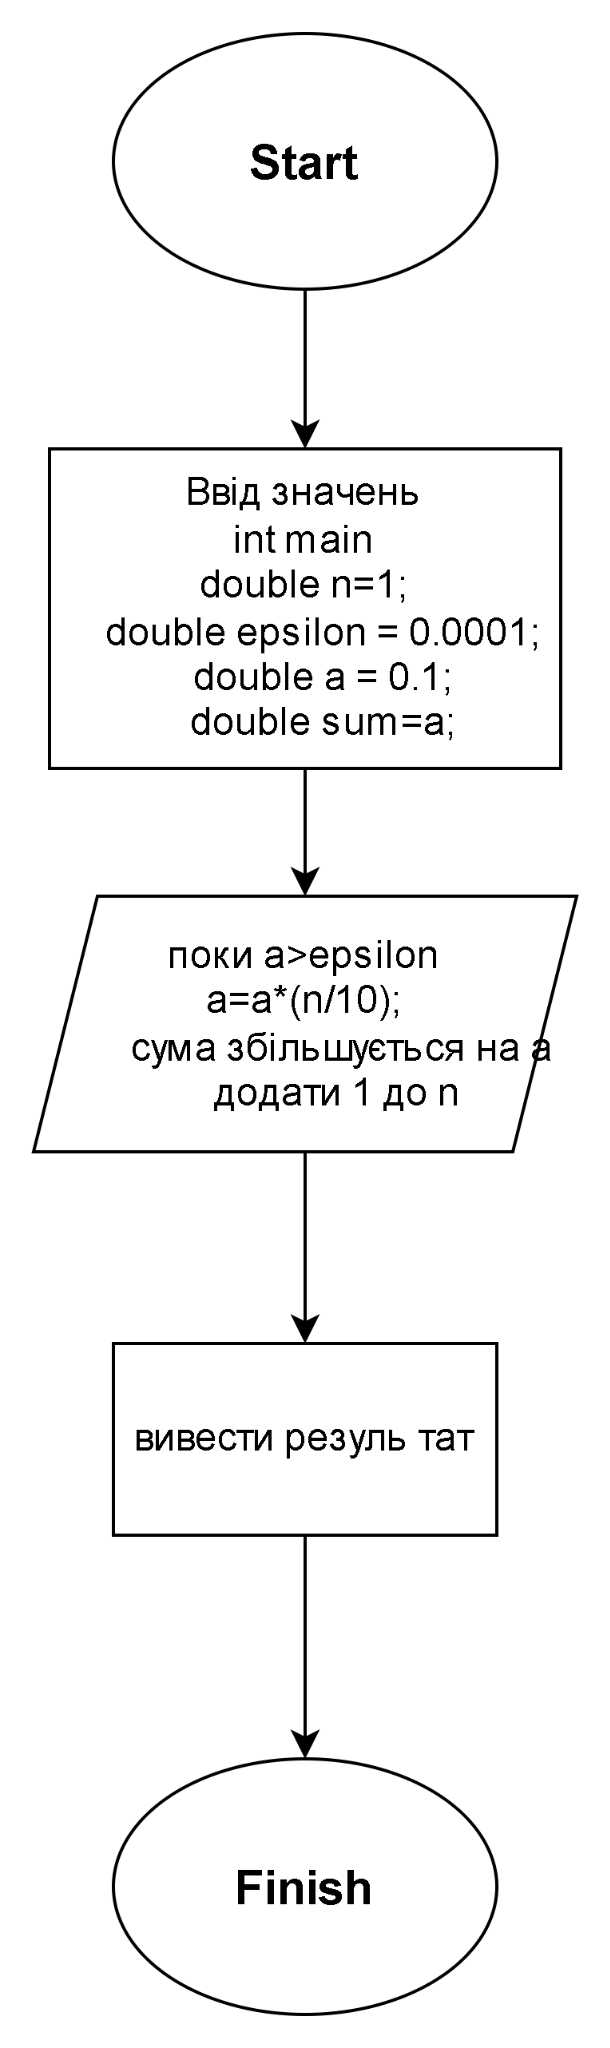 Start
Ввід значень
int main
double n=1;
double epsilon = 0.0001;
double a = 0.1;
double sum=a;
поки a>epsilon
a=a*(n/10);
сума збільшується на a
додати 1 до n
вивести резуль тат
Finish